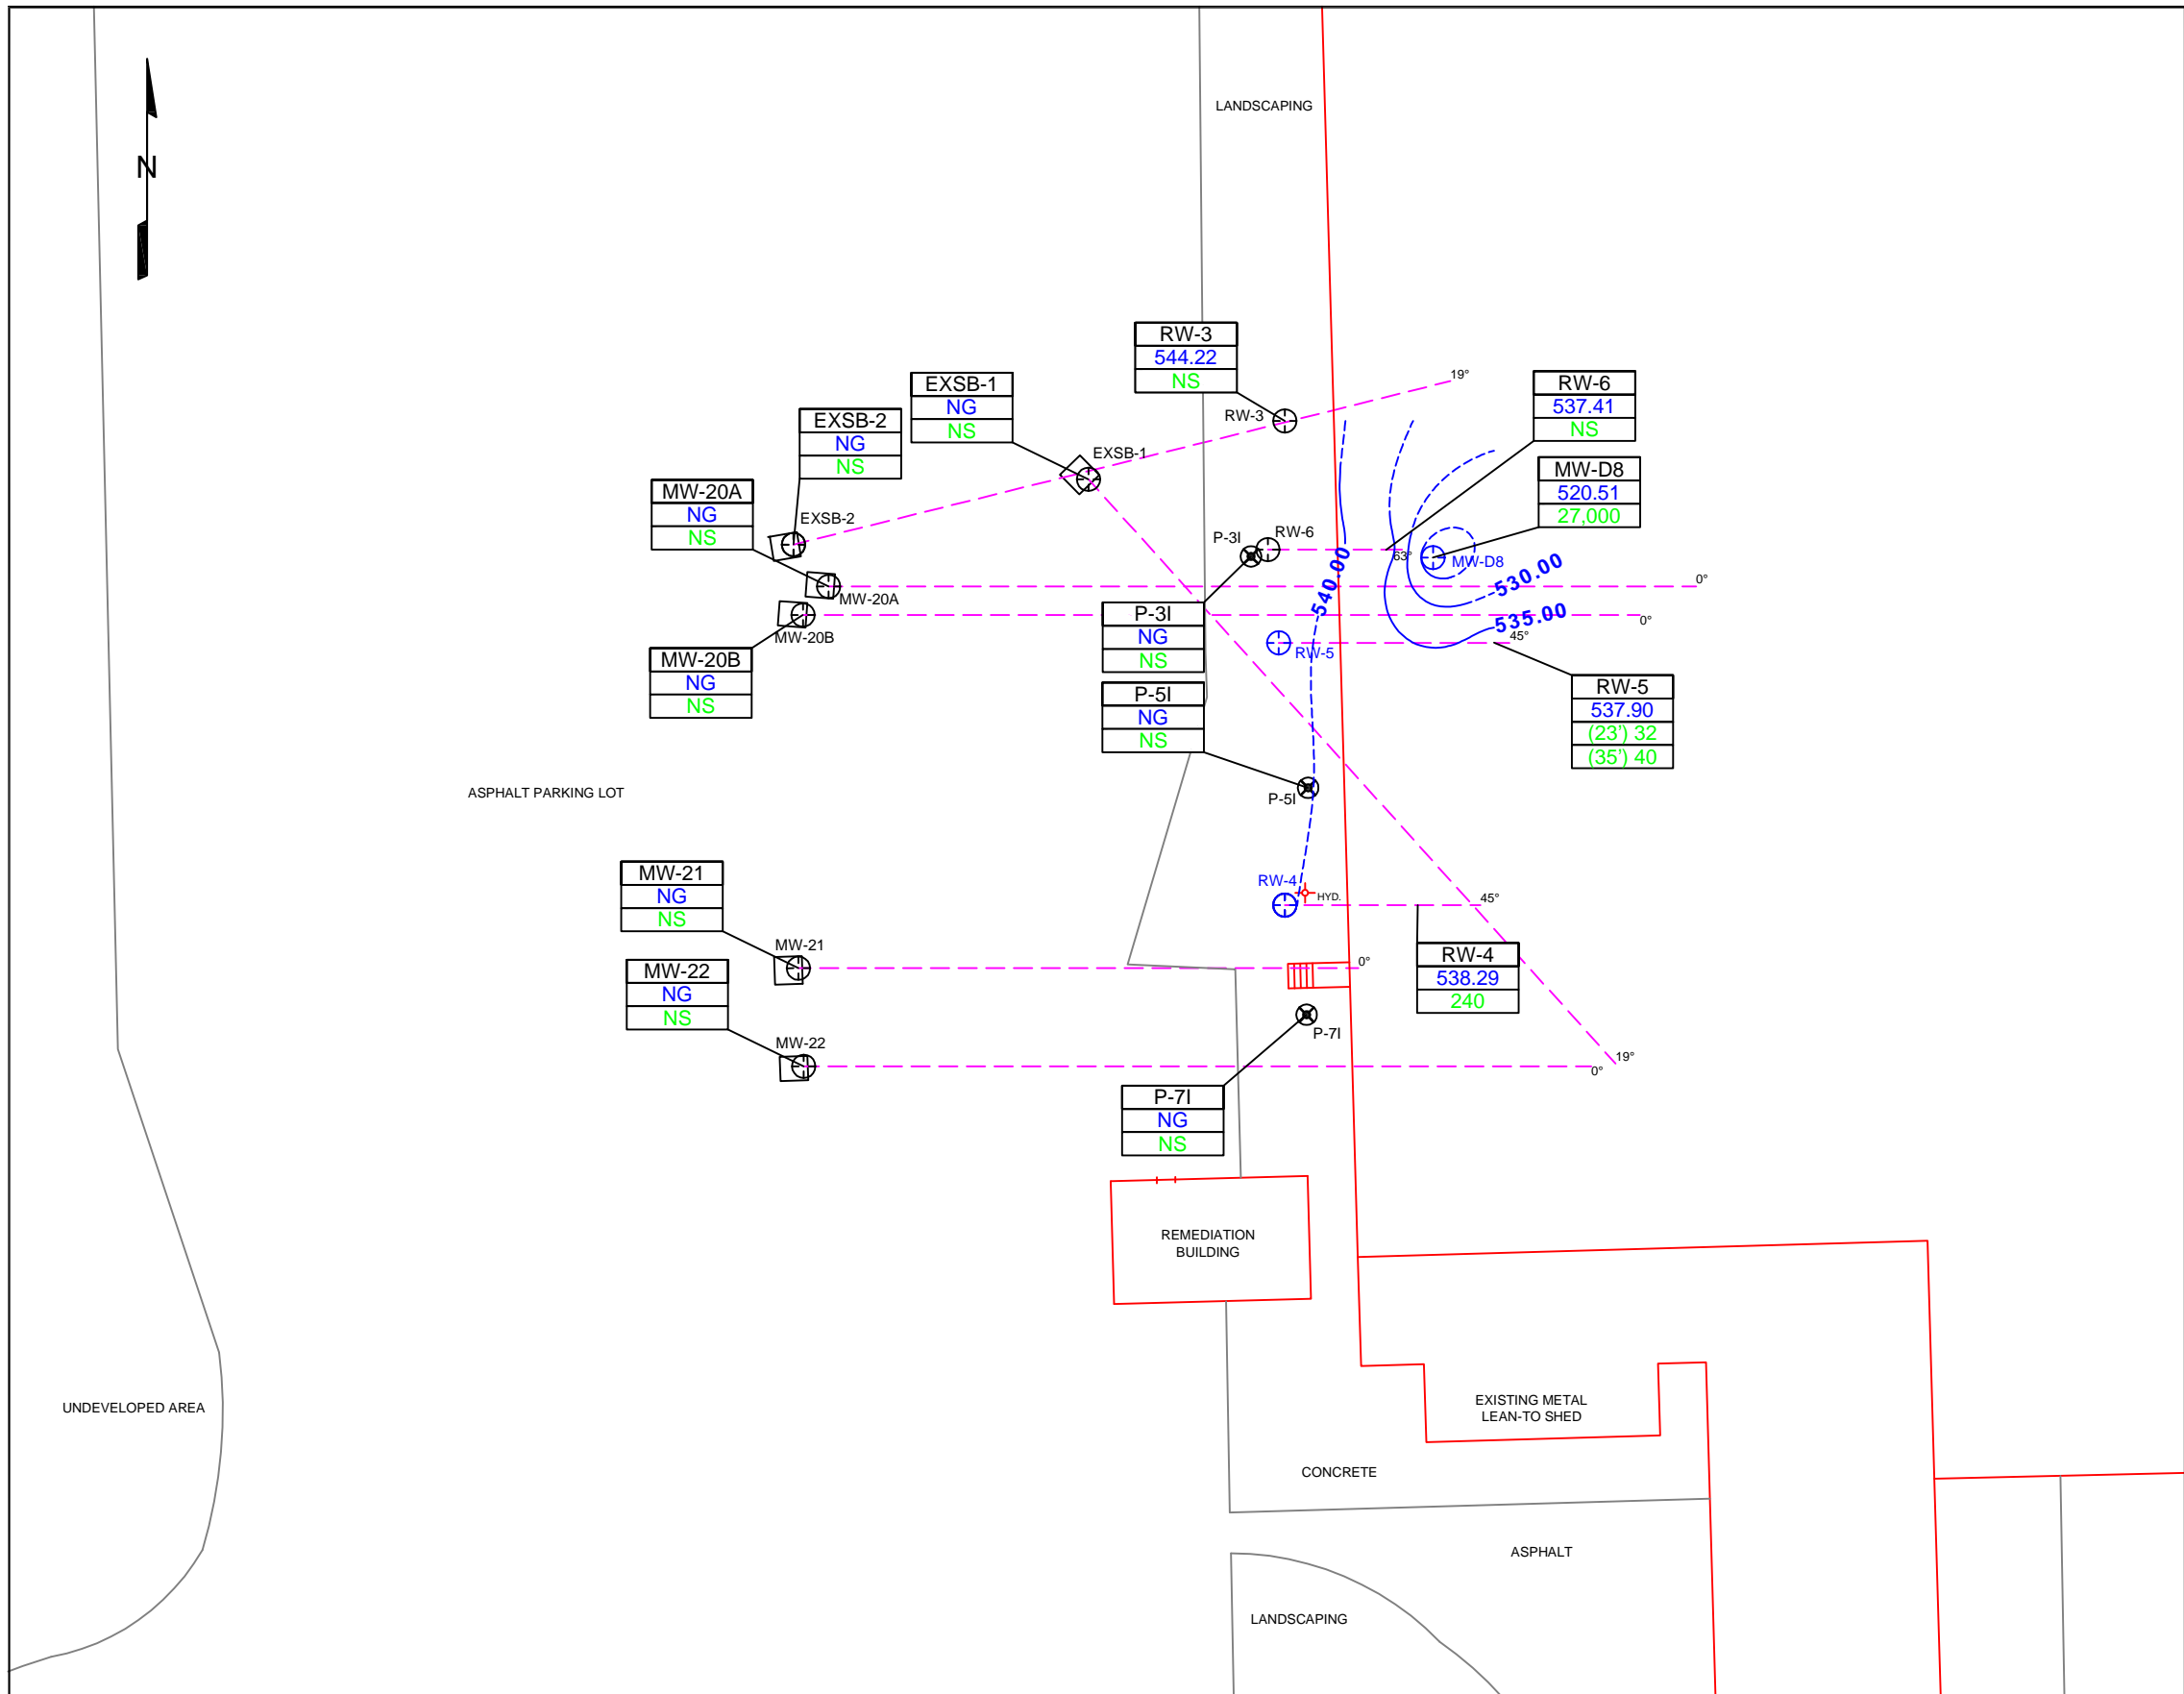 N
LANDSCAPING
RW-3
544.22
NS
19°
EXSB-1
NG
NS
RW-6
537.41
NS
EXSB-2
NG
NS
RW-3
EXSB-1
MW-D8
520.51
27,000
MW-20A
NG
NS
EXSB-2
P-3I
RW-6
63°
MW-D8
540.00
530.00
0°
MW-20A
535.00
0°
MW-20B
45°
P-3I
NG
NS
RW-5
MW-20B
NG
NS
P-5I
NG
NS
RW-5
537.90
(23') 32
(35') 40
ASPHALT PARKING LOT
P-5I
MW-21
NG
NS
RW-4
HYD.
45°
MW-21
0°
RW-4
538.29
240
MW-22
NG
NS
MW-22
P-7I
19°
0°
P-7I
NG
NS
REMEDIATION
BUILDING
UNDEVELOPED AREA
EXISTING METAL
LEAN-TO SHED
CONCRETE
ASPHALT
LANDSCAPING